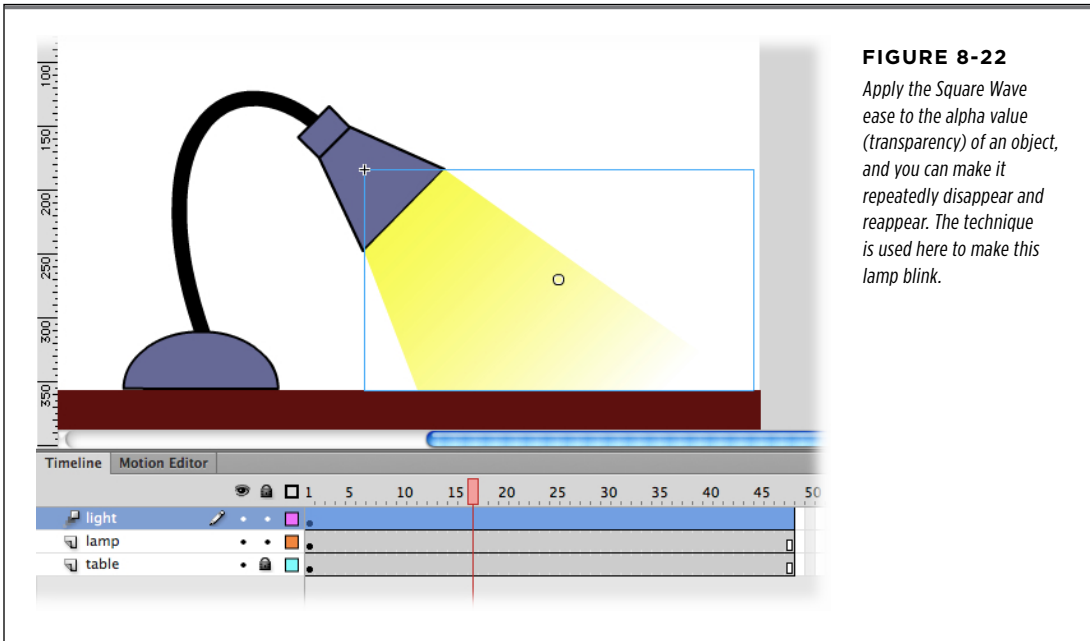 FIGURE 8-22
Apply the Square Wave
ease to the alpha value
(transparency) of an object,
and you can make it
repeatedly disappear and
reappear. The technique
is used here to make this
lamp blink.
100
150
200
250
300
350
Timeline Motion Editor
1 5 10 15 20 25 30 35 40 45 50
light
lamp
table